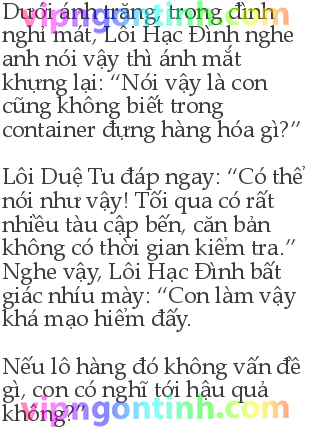 Dưới ánh trăng, trong đình
nghỉ mát, Lôi Hạc Đình nghe
anh nói vậy thì ánh mắt
khựng lại: “Nói vậy là con
cũng không biết trong
container đựng hàng hóa gì?”
Lôi Duệ Tu đáp ngay: “Có thể
nói như vậy! Tối qua có rất
nhiều tàu cập bến, căn bản
không có thời gian kiểm tra.”
Nghe vậy, Lôi Hạc Đình bất
giác nhíu mày: “Con làm vậy
khá mạo hiểm đấy.
Nếu lô hàng đó không vấn đề
gì, con có nghĩ tới hậu quả
không?”
vipngontinh.com
vipngontinh.com